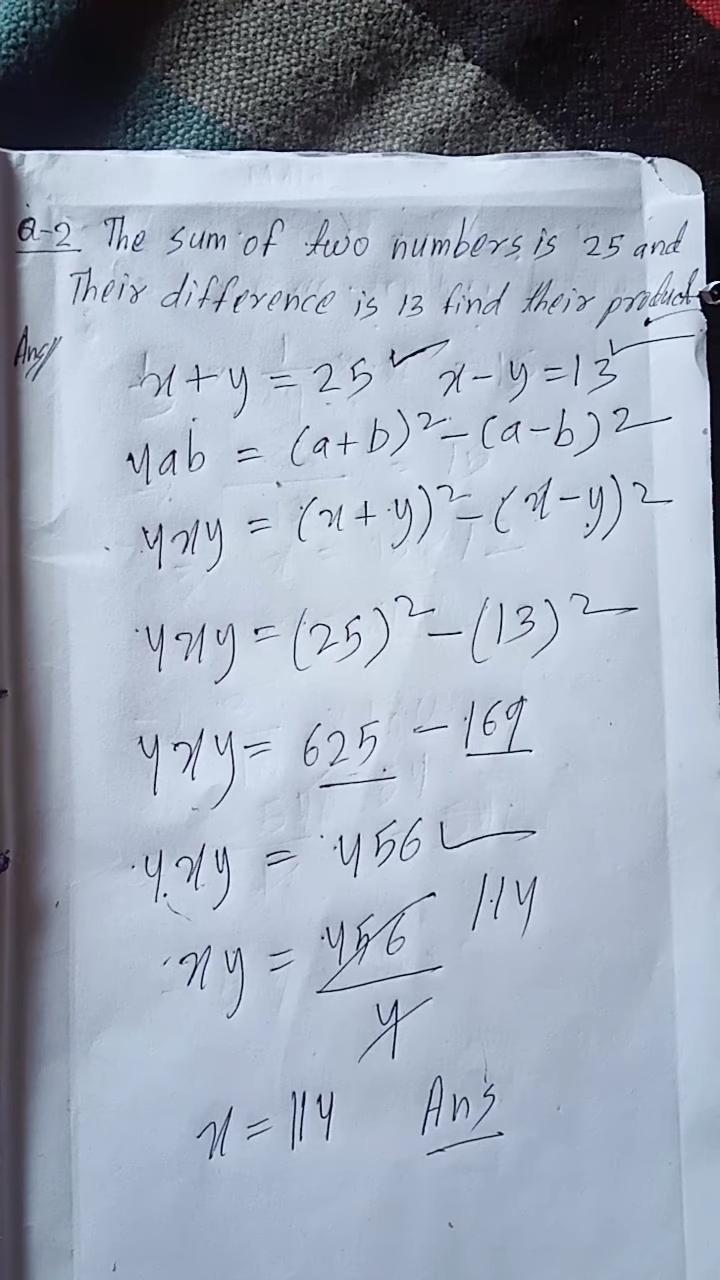 Q-2 The sum of two numbers is 25 and
Their difference is 13 find their product
Ans//
x+y = 25 ✓ x-y=13
4ab = (a+b)²-(a-b)²
4xy = (x+y)²-(x-y)²
4xy = (25)²-(13)²
4xy = 625 - 169
4xy = 456
xy = 456/4 114
x = 114 Ans